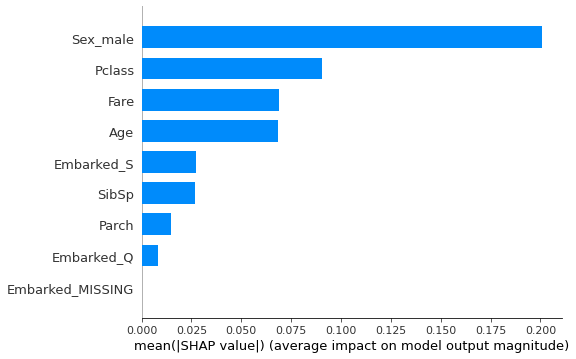 Sex_male
Pclass
Fare
Age
Embarked_S
SibSp
Parch
Embarked_Q
Embarked_MISSING
0.000 0.025 0.050 0.075 0.100 0.125 0.150 0.175 0.200
mean(|SHAP value|) (average impact on model output magnitude)